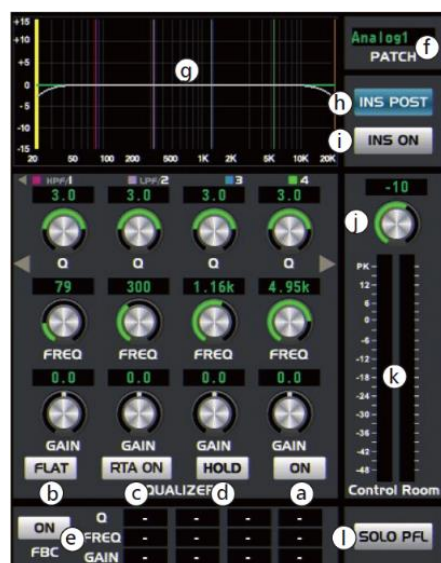 +15
+10
+5
0
-5
-10
-15
20 50 100 200 500 1K 2K 5K 10K 20K
g
Analog1 f
PATCH
h INS POST
i INS ON
HPF/1 LPF/2 3 4
3.0 3.0 3.0 3.0
Q Q Q Q
79 300 1.16k 4.95k
FREQ FREQ FREQ FREQ
0.0 0.0 0.0 0.0
GAIN GAIN GAIN GAIN
FLAT RTA ON HOLD ON
b c d a
-10
j
PK
12
6
0
-6
-12
-18
-24
-30
-36
-42
-48
k
Control Room
ON e
FBC
Q - - - -
FREQ - - - -
GAIN - - - -
l SOLO PFL